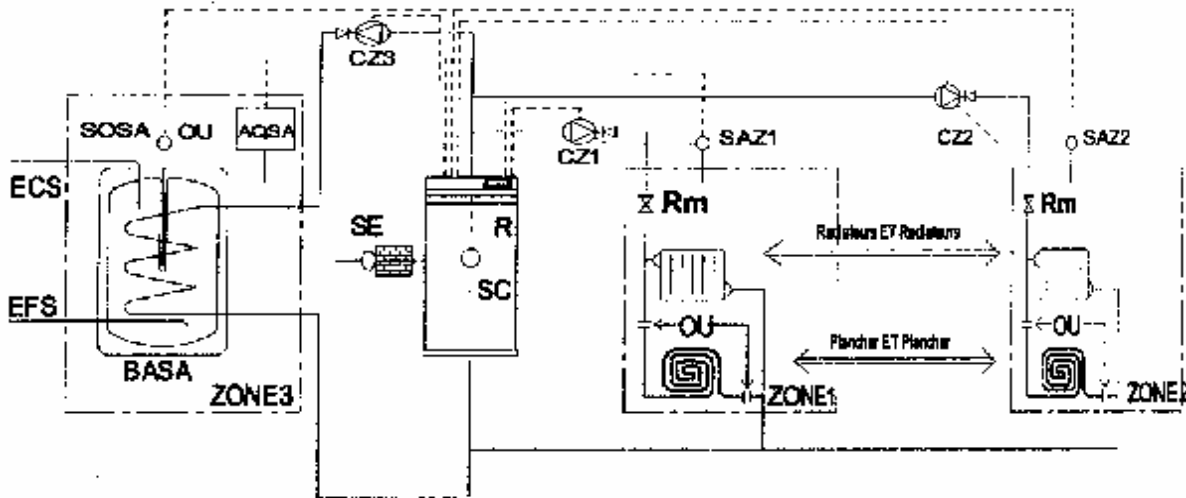 CZ3
SOSA OU AQSA
CZ1
SAZ1
CZ2
SAZ2
ECS
SE
R
Rm
Rm
Radiateurs ET Radiateurs
SC
EFS
OU
OU
Plancher ET Plancher
BASA
ZONE3
ZONE1
ZONE2